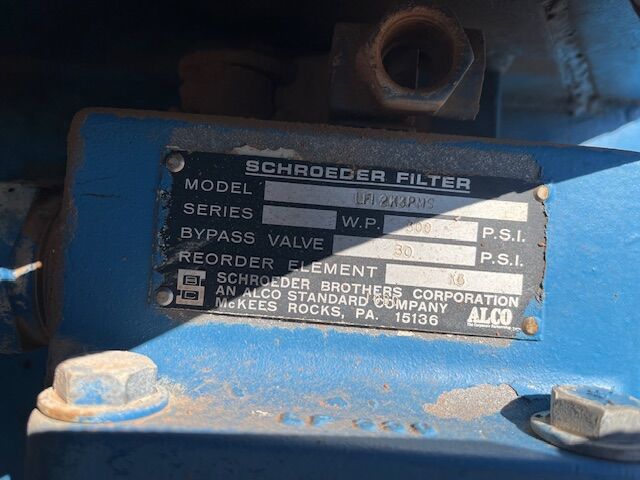 SCHROEDER FILTER
MODEL
SERIES W.P. 300 P.S.I.
BYPASS VALVE 30 P.S.I.
REORDER ELEMENT
SCHROEDER BROTHERS CORPORATION
AN ALCO STANDARD COMPANY
McKEES ROCKS, PA. 15136
ALCO